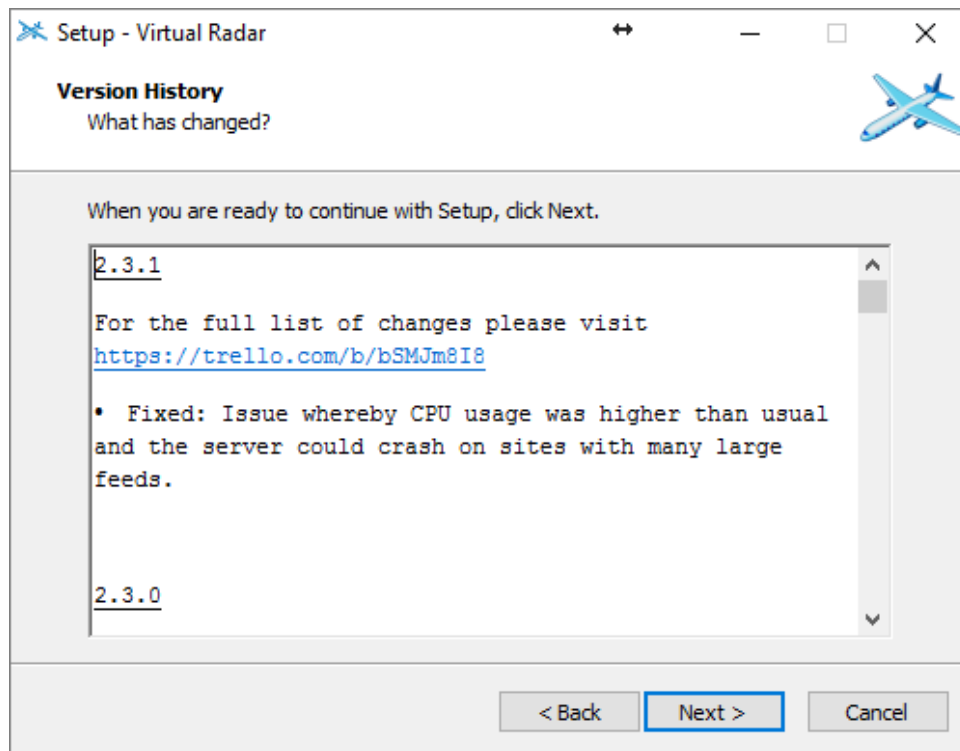 Setup - Virtual Radar
Version History
What has changed?
When you are ready to continue with Setup, click Next.
2.3.1
For the full list of changes please visit
https://trello.com/b/bSMJm8I8
• Fixed: Issue whereby CPU usage was higher than usual
and the server could crash on sites with many large
feeds.
2.3.0
< Back
Next >
Cancel